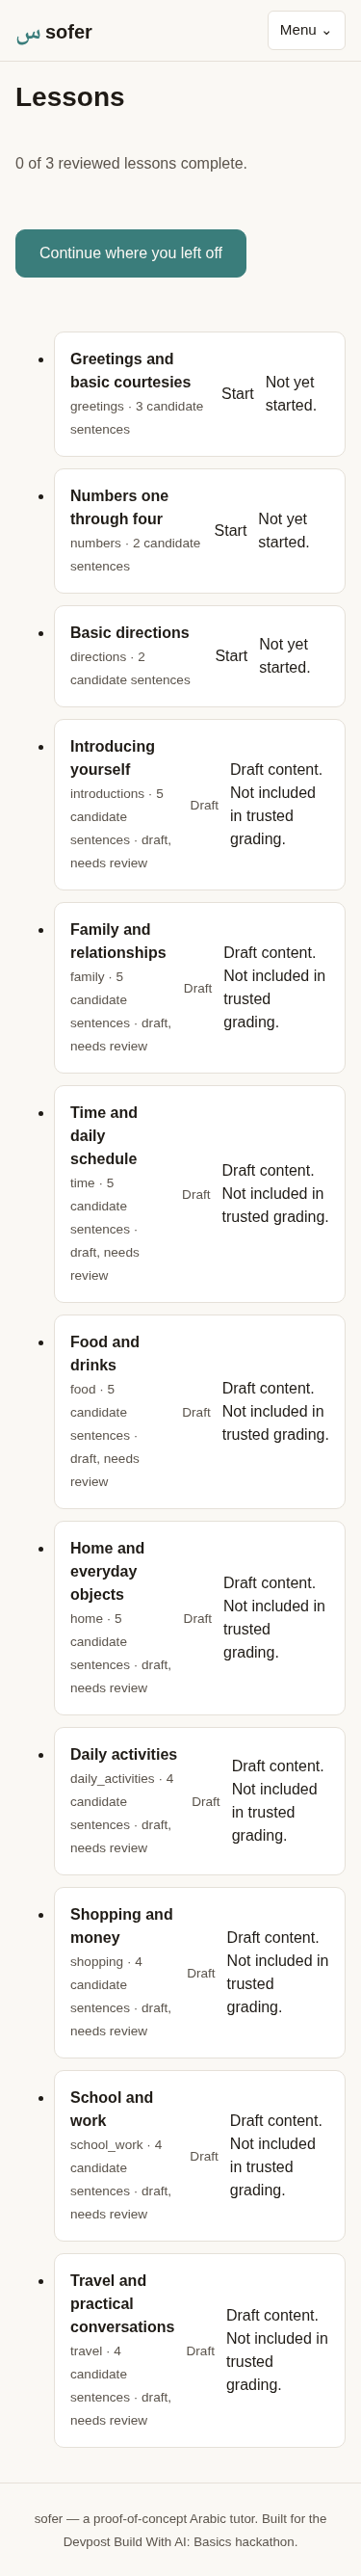 س sofer
Menu ⌄
Lessons
0 of 3 reviewed lessons complete.
Continue where you left off
Greetings and
basic courtesies
greetings · 3 candidate
sentences
Start
Not yet
started.
Numbers one
through four
numbers · 2 candidate
sentences
Start
Not yet
started.
Basic directions
directions · 2
candidate sentences
Start
Not yet
started.
Introducing
yourself
introductions · 5
candidate
sentences · draft,
needs review
Draft
Draft content.
Not included
in trusted
grading.
Family and
relationships
family · 5
candidate
sentences · draft,
needs review
Draft
Draft content.
Not included in
trusted
grading.
Time and
daily
schedule
time · 5
candidate
sentences ·
draft, needs
review
Draft
Draft content.
Not included in
trusted grading.
Food and
drinks
food · 5
candidate
sentences ·
draft, needs
review
Draft
Draft content.
Not included in
trusted grading.
Home and
everyday
objects
home · 5
candidate
sentences · draft,
needs review
Draft
Draft content.
Not included in
trusted
grading.
Daily activities
daily_activities · 4
candidate
sentences · draft,
needs review
Draft
Draft content.
Not included
in trusted
grading.
Shopping and
money
shopping · 4
candidate
sentences · draft,
needs review
Draft
Draft content.
Not included in
trusted
grading.
School and
work
school_work · 4
candidate
sentences · draft,
needs review
Draft
Draft content.
Not included
in trusted
grading.
Travel and
practical
conversations
travel · 4
candidate
sentences · draft,
needs review
Draft
Draft content.
Not included in
trusted
grading.
sofer — a proof-of-concept Arabic tutor. Built for the
Devpost Build With AI: Basics hackathon.